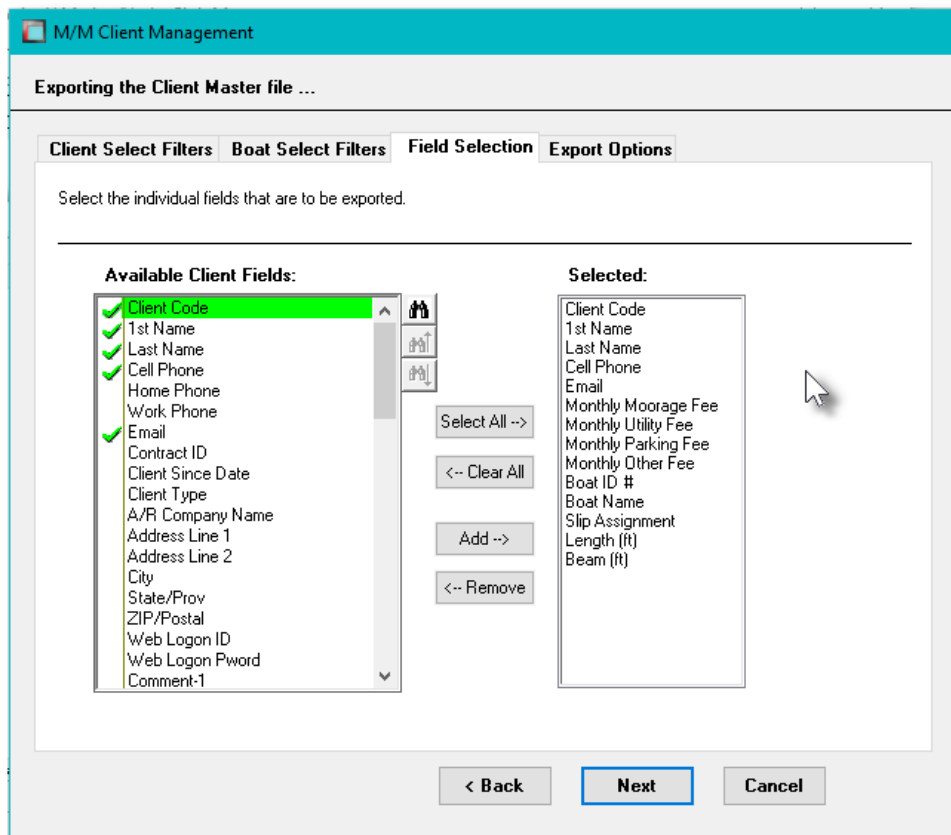 M/M Client Management
Exporting the Client Master file ...
Client Select Filters Boat Select Filters Field Selection Export Options
Select the individual fields that are to be exported.
Available Client Fields:
Client Code
1st Name
Last Name
Cell Phone
Home Phone
Work Phone
Email
Contract ID
Client Since Date
Client Type
A/R Company Name
Address Line 1
Address Line 2
City
State/Prov
ZIP/Postal
Web Logon ID
Web Logon Pword
Comment-1
Select All -->
<-- Clear All
Add -->
<-- Remove
Selected:
Client Code
1st Name
Last Name
Cell Phone
Email
Monthly Moorage Fee
Monthly Utility Fee
Monthly Parking Fee
Monthly Other Fee
Boat ID #
Boat Name
Slip Assignment
Length (ft)
Beam (ft)
< Back Next Cancel